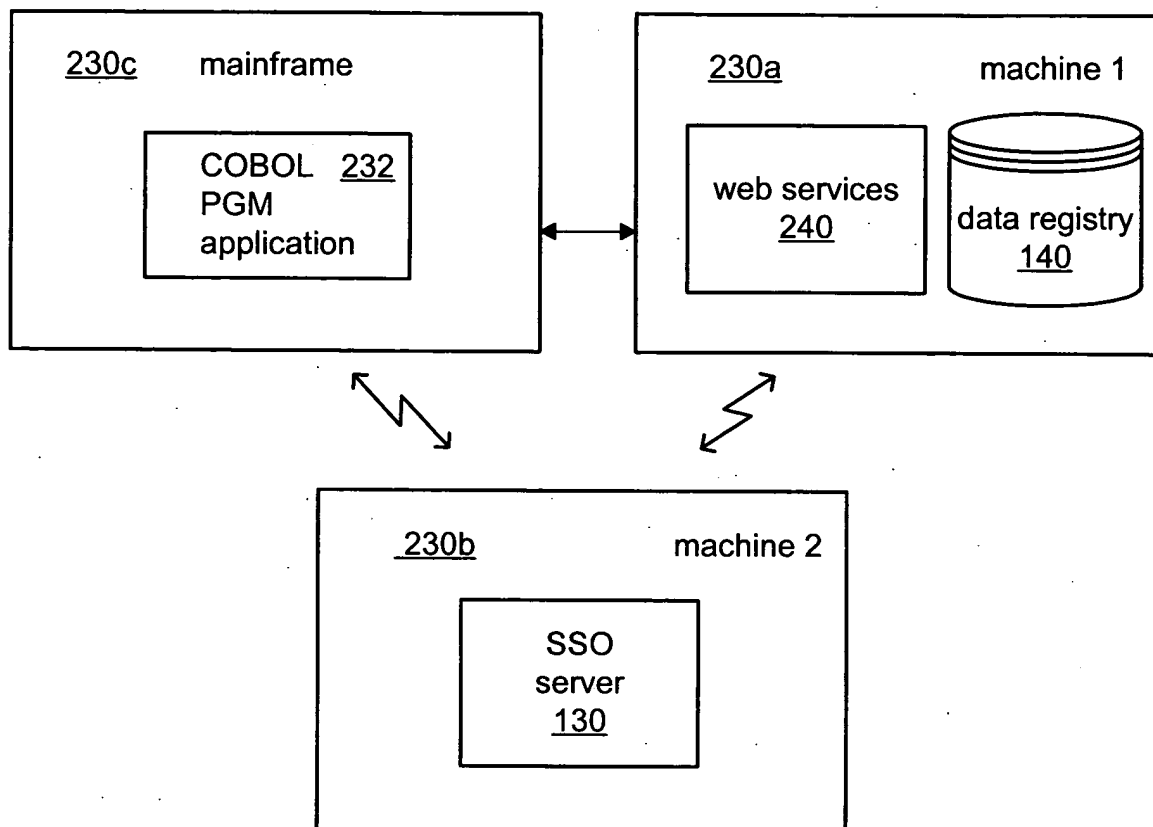 230c mainframe
COBOL 232
PGM
application
230a machine 1
web services
240
data registry
140
230b machine 2
SSO
server
130